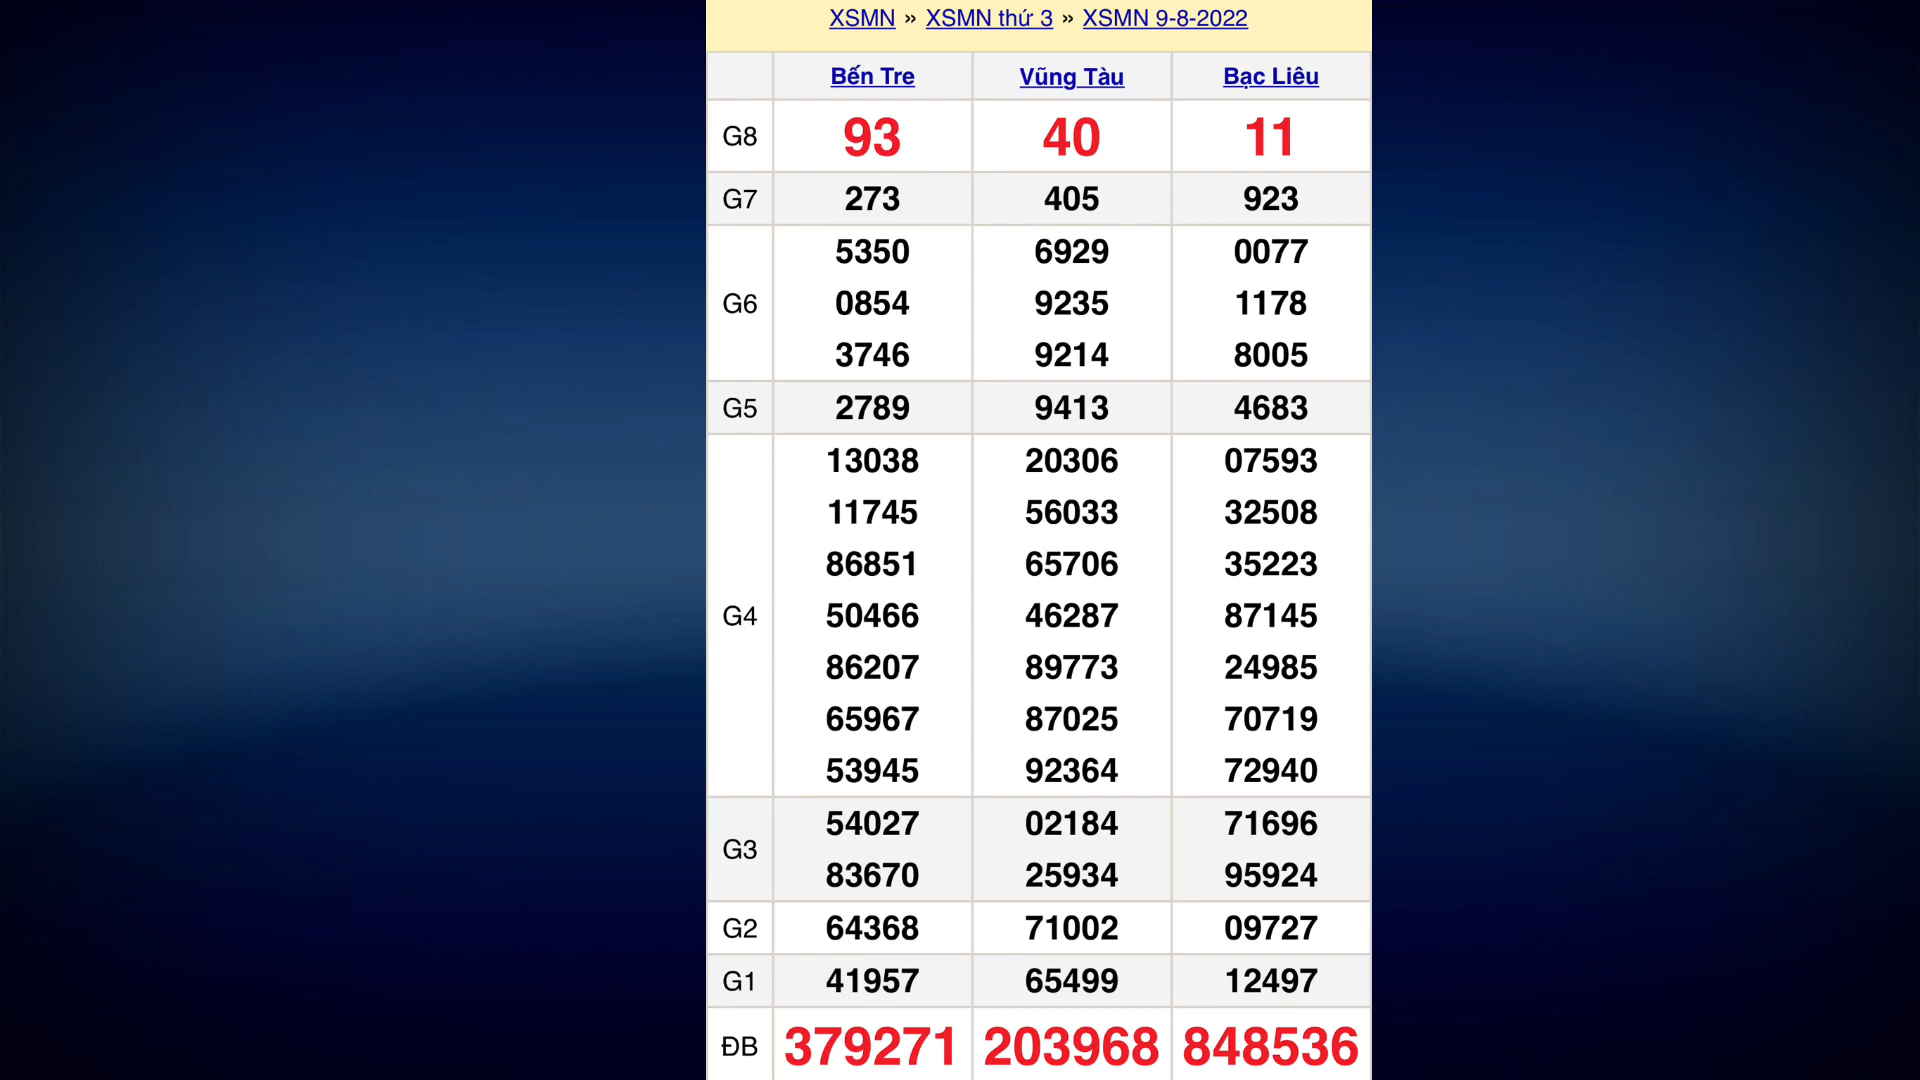 XSMN » XSMN thứ 3 » XSMN 9-8-2022
Bến Tre Vũng Tàu Bạc Liêu
G8 93 40 11
G7 273 405 923
5350 6929 0077
G6 0854 9235 1178
3746 9214 8005
G5 2789 9413 4683
13038 20306 07593
11745 56033 32508
86851 65706 35223
G4 50466 46287 87145
86207 89773 24985
65967 87025 70719
53945 92364 72940
G3
54027 02184 71696
83670 25934 95924
G2 64368 71002 09727
G1 41957 65499 12497
ĐB 379271 203968 848536